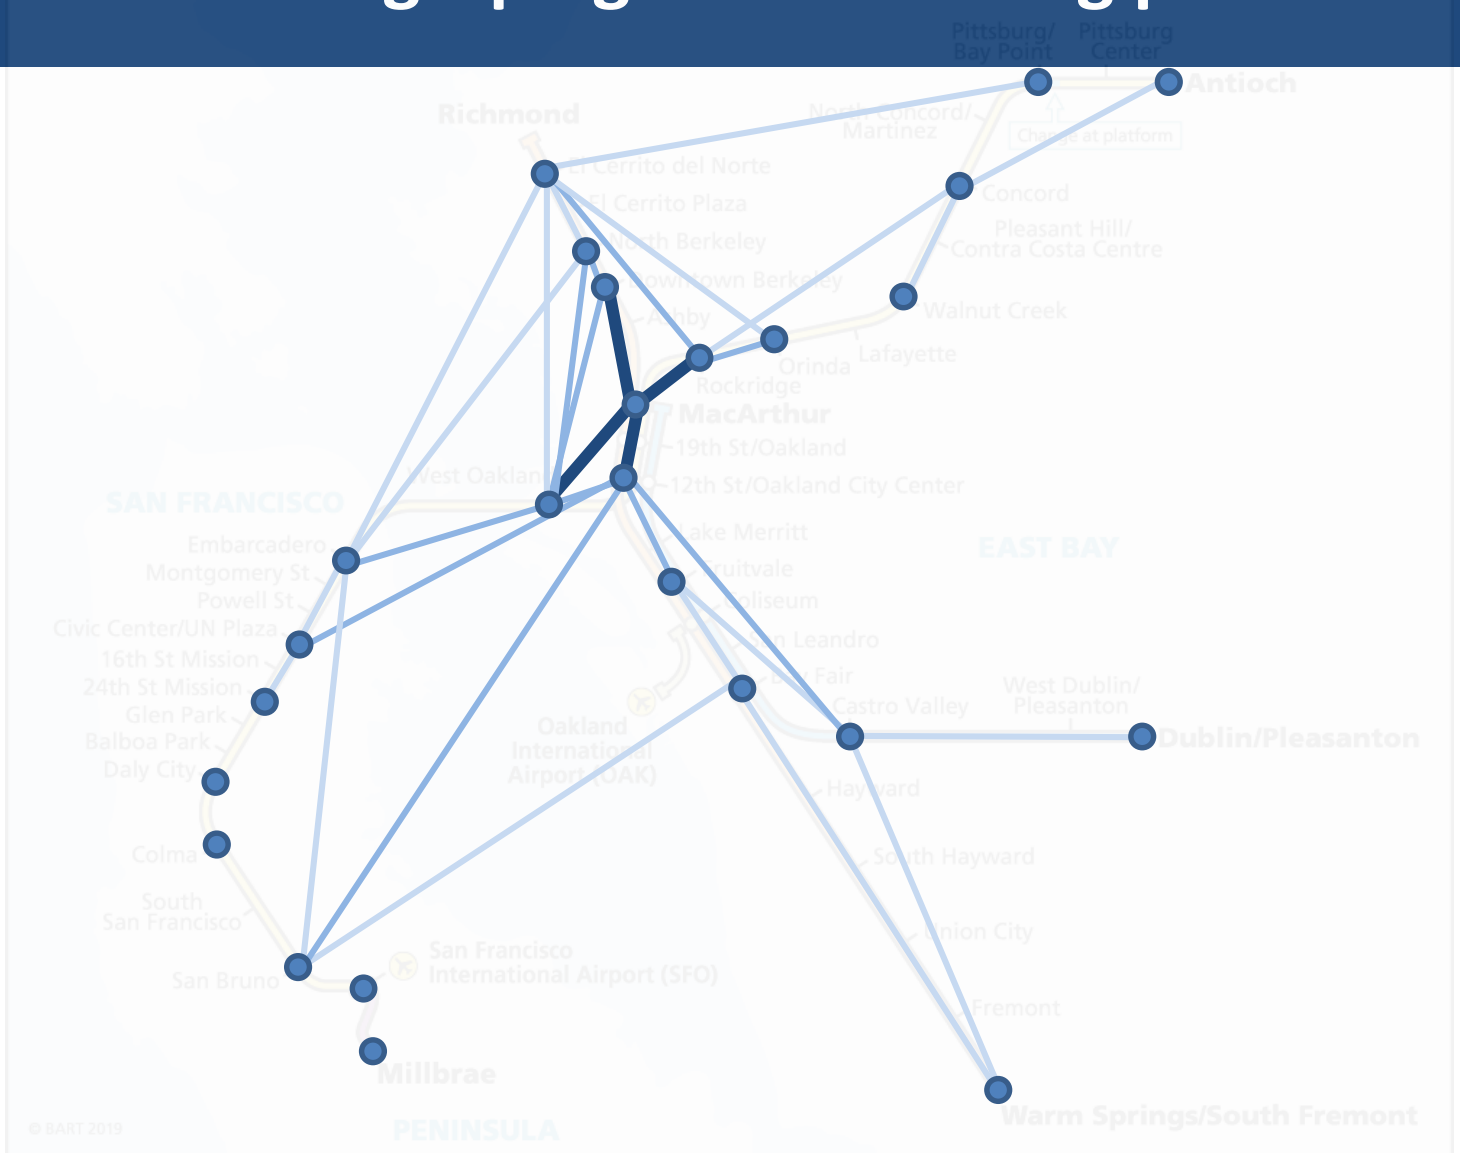 Pittsburg/
Bay Point
Pittsburg
Center
Antioch
Richmond
North Concord/
Martinez
Change at platform
El Cerrito del Norte
Concord
El Cerrito Plaza
Pleasant Hill/
Contra Costa Centre
North Berkeley
Downtown Berkeley
Walnut Creek
Ashby
Lafayette
Orinda
Rockridge
MacArthur
19th St/Oakland
West Oakland
12th St/Oakland City Center
SAN FRANCISCO
Lake Merritt
Embarcadero
EAST BAY
Montgomery St
Fruitvale
Powell St
Coliseum
Civic Center/UN Plaza
San Leandro
16th St Mission
Bay Fair
24th St Mission
West Dublin/
Pleasanton
Glen Park
Castro Valley
Oakland
International
Airport (OAK)
Balboa Park
Dublin/Pleasanton
Daly City
Hayward
Colma
South Hayward
South
San Francisco
Union City
San Francisco
International Airport (SFO)
San Bruno
Fremont
Millbrae
Warm Springs/South Fremont
© BART 2019
PENINSULA